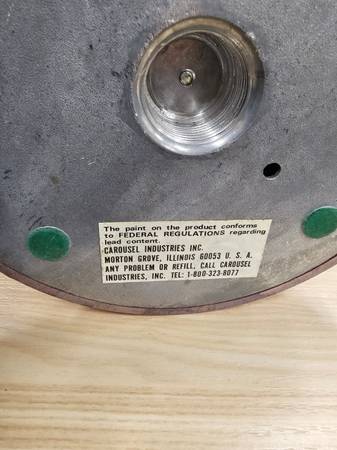 The paint on the product conforms
to FEDERAL REGULATIONS regarding
lead content.
CAROUSEL INDUSTRIES INC.
MORTON GROVE, ILLINOIS 60053 U. S. A.
ANY PROBLEM OR REFILL, CALL CAROUSEL
INDUSTRIES, INC. TEL: 1-800-323-8077